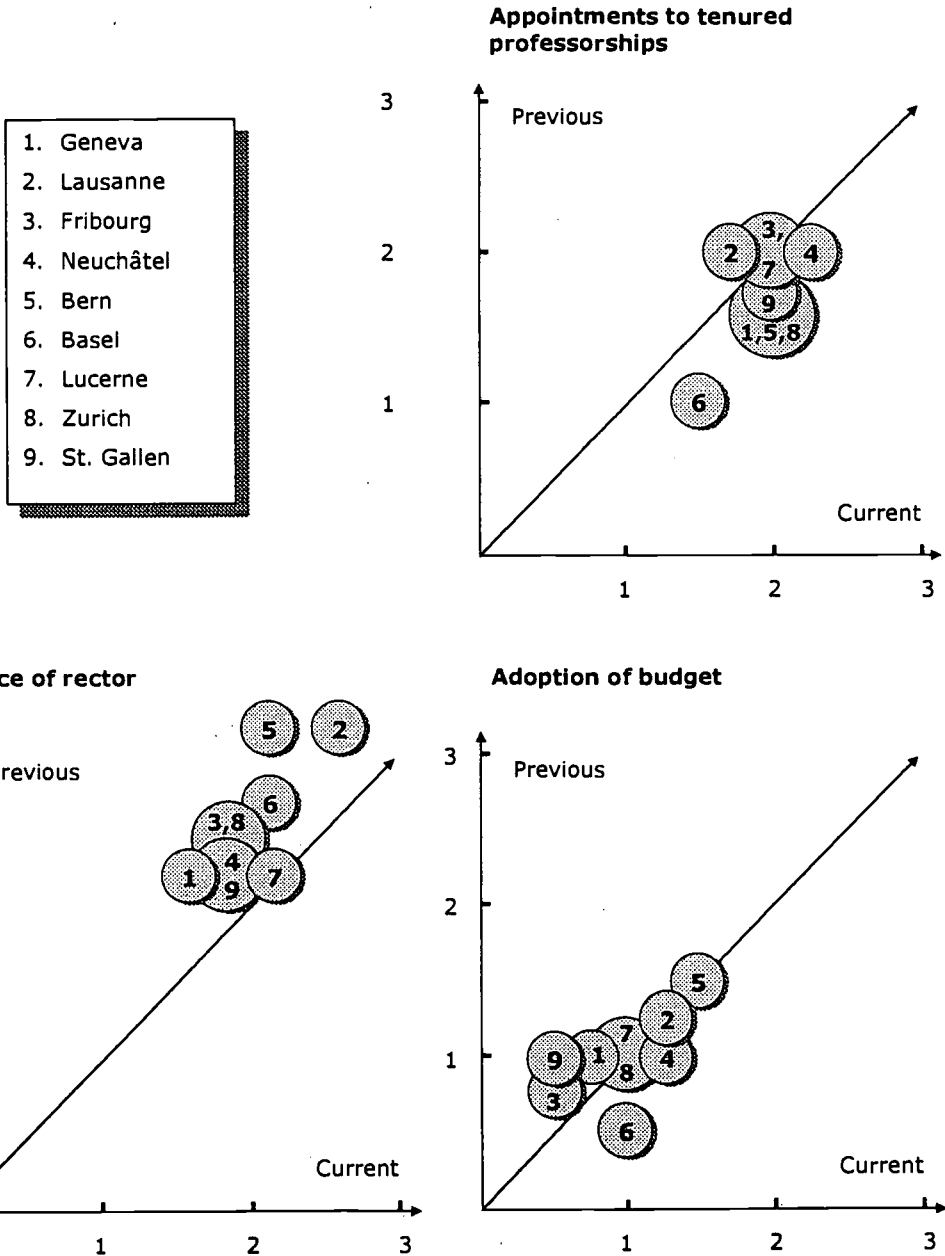 Appointments to tenured
professorships
1. Geneva
2. Lausanne
3. Fribourg
4. Neuchâtel
5. Bern
6. Basel
7. Lucerne
8. Zurich
9. St. Gallen
3
Previous
2
1
2
3,
7
4
9
1,5,8
6
Current
1
2
3
ce of rector
revious
5
2
6
3,8
4
9
1
7
Current
1
2
3
Adoption of budget
3
Previous
2
1
5
2
7
8
4
1
9
3
6
Current
1
2
3